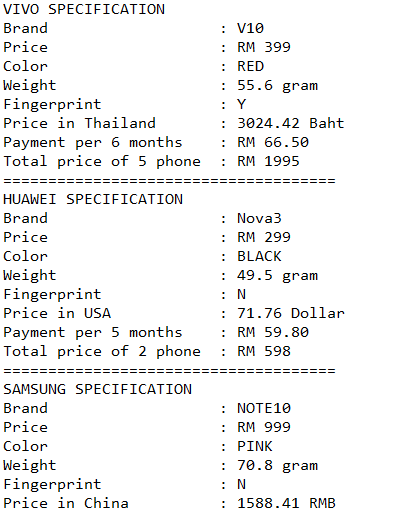 VIVO SPECIFICATION
Brand : V10
Price : RM 399
Color : RED
Weight : 55.6 gram
Fingerprint : Y
Price in Thailand : 3024.42 Baht
Payment per 6 months : RM 66.50
Total price of 5 phone : RM 1995
=====================================
HUAWEI SPECIFICATION
Brand : Nova3
Price : RM 299
Color : BLACK
Weight : 49.5 gram
Fingerprint : N
Price in USA : 71.76 Dollar
Payment per 5 months : RM 59.80
Total price of 2 phone : RM 598
=====================================
SAMSUNG SPECIFICATION
Brand : NOTE10
Price : RM 999
Color : PINK
Weight : 70.8 gram
Fingerprint : N
Price in China : 1588.41 RMB